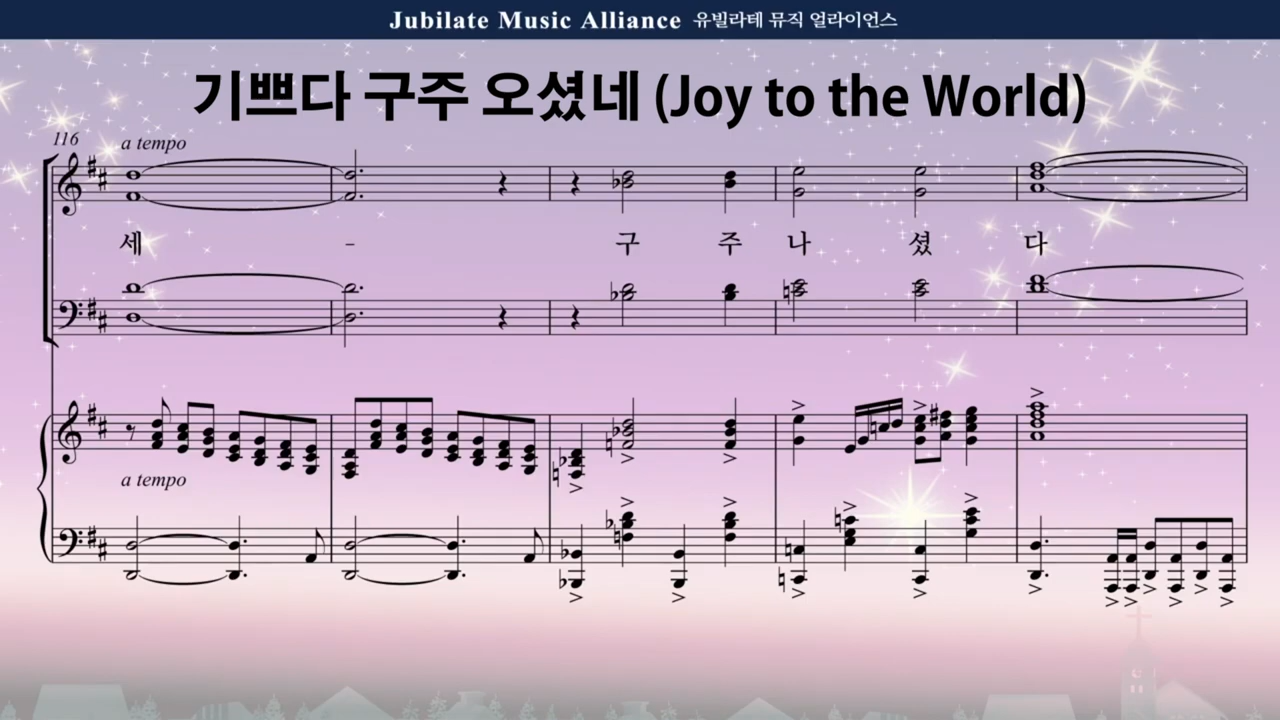 Jubilate Music Alliance 유빌라테 뮤직 얼라이언스
기쁘다 구주 오셨네 (Joy to the World)
116
a tempo
세 - 구 주 나 셨 다
a tempo